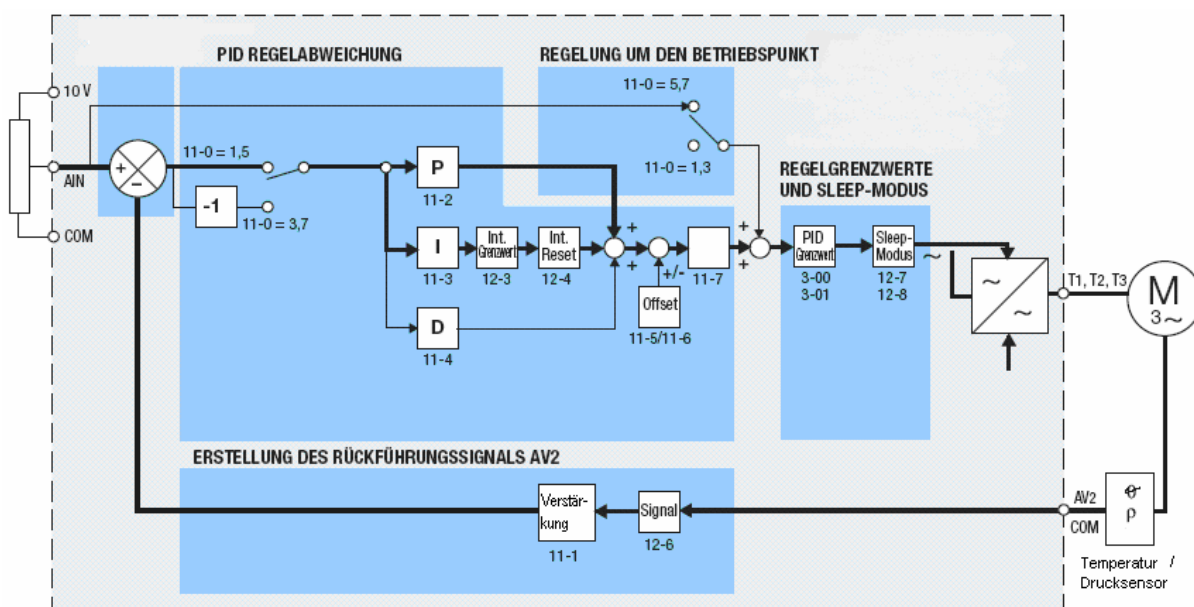 PID REGELABWEICHUNG
REGELUNG UM DEN BETRIEBSPUNKT
10 V
11-0 = 5,7
11-0 = 1,5
11-0 = 1,3
AIN
+
-
P
11-2
REGELGRENZWERTE
UND SLEEP-MODUS
-1
11-0 = 3,7
COM
I
11-3
Int.
Grenzwert
12-3
Int.
Reset
12-4
+
+
+/-
Offset
11-5/11-6
11-7
+
+
PID
Grenzwert
3-00
3-01
Sleep-
Modus
12-7
12-8
~
~
~
T1, T2, T3
M
3 ~
D
11-4
ERSTELLUNG DES RÜCKFÜHRUNGSSIGNALS AV2
Verstär-
kung
11-1
Signal
12-6
AV2
COM
ρ
Temperatur /
Drucksensor